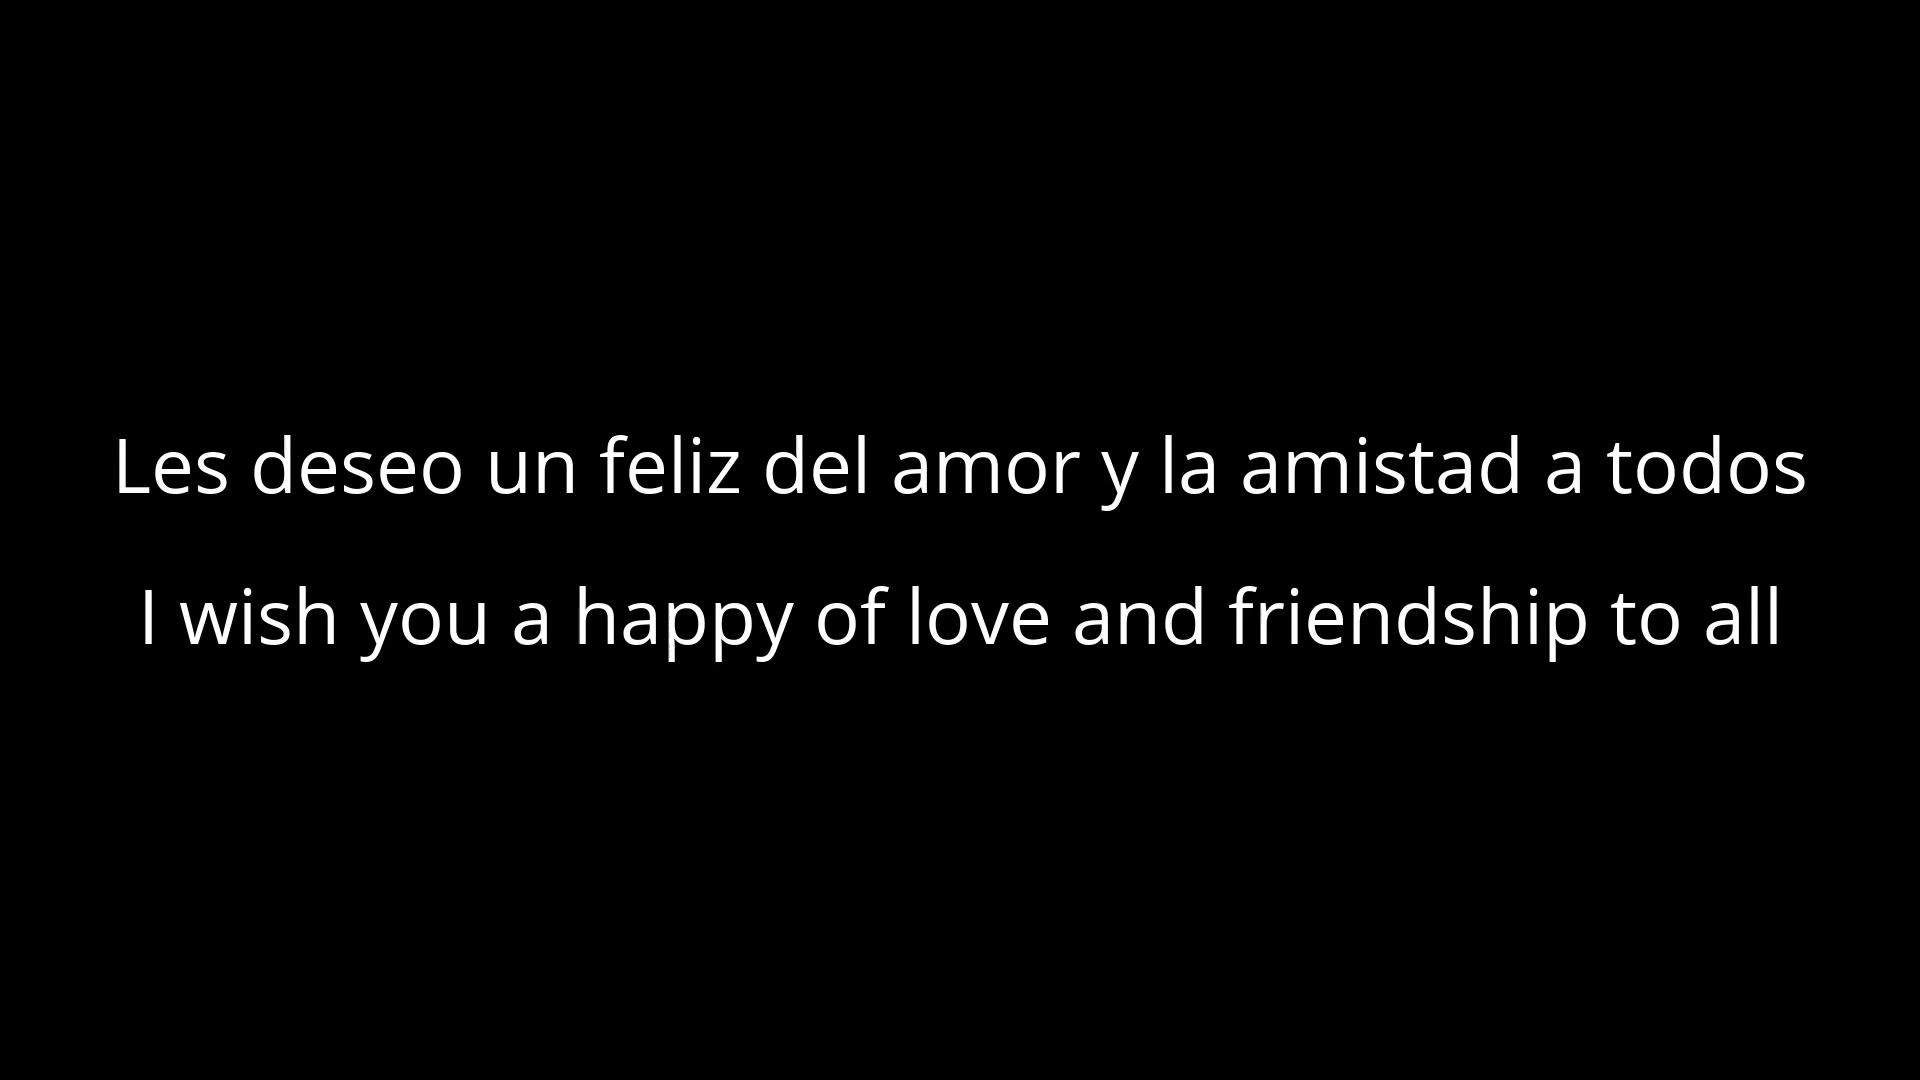 Les deseo un feliz del amor y la amistad a todos
I wish you a happy of love and friendship to all